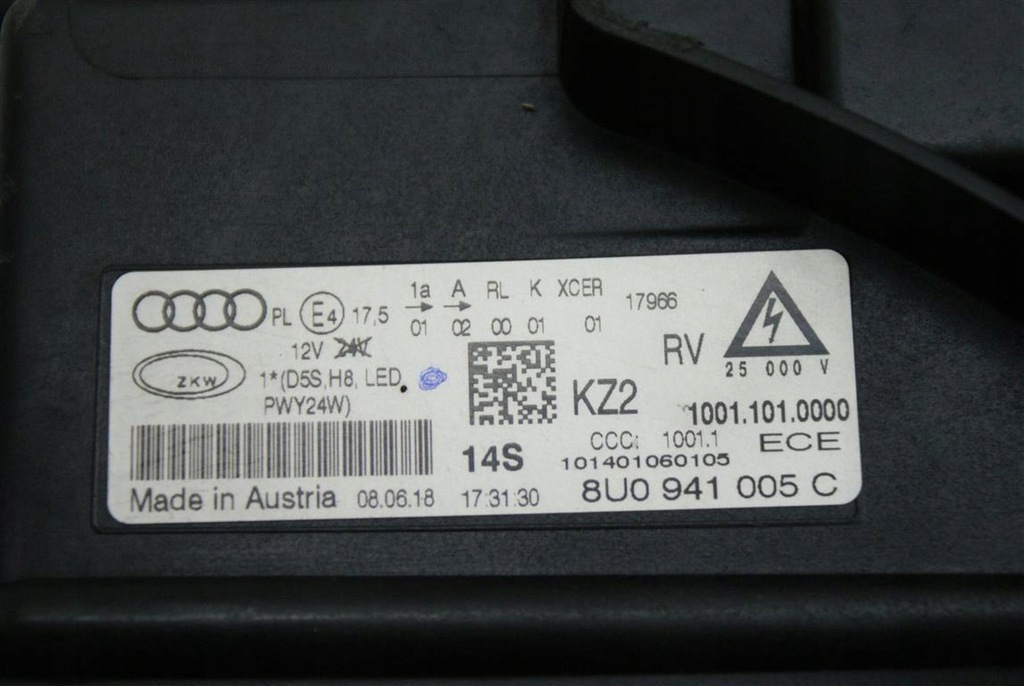 PL E4 17,5 1a A RL K XCER 17966
01 02 00 01 01
12V 24V
ZKW 1*(D5S, H8, LED,
PWY24W)
RV
25 000 V
KZ2
1001.101.0000
14S
CCC: 1001.1 ECE
101401060105
Made in Austria 08.06.18 17:31:30 8U0 941 005 C